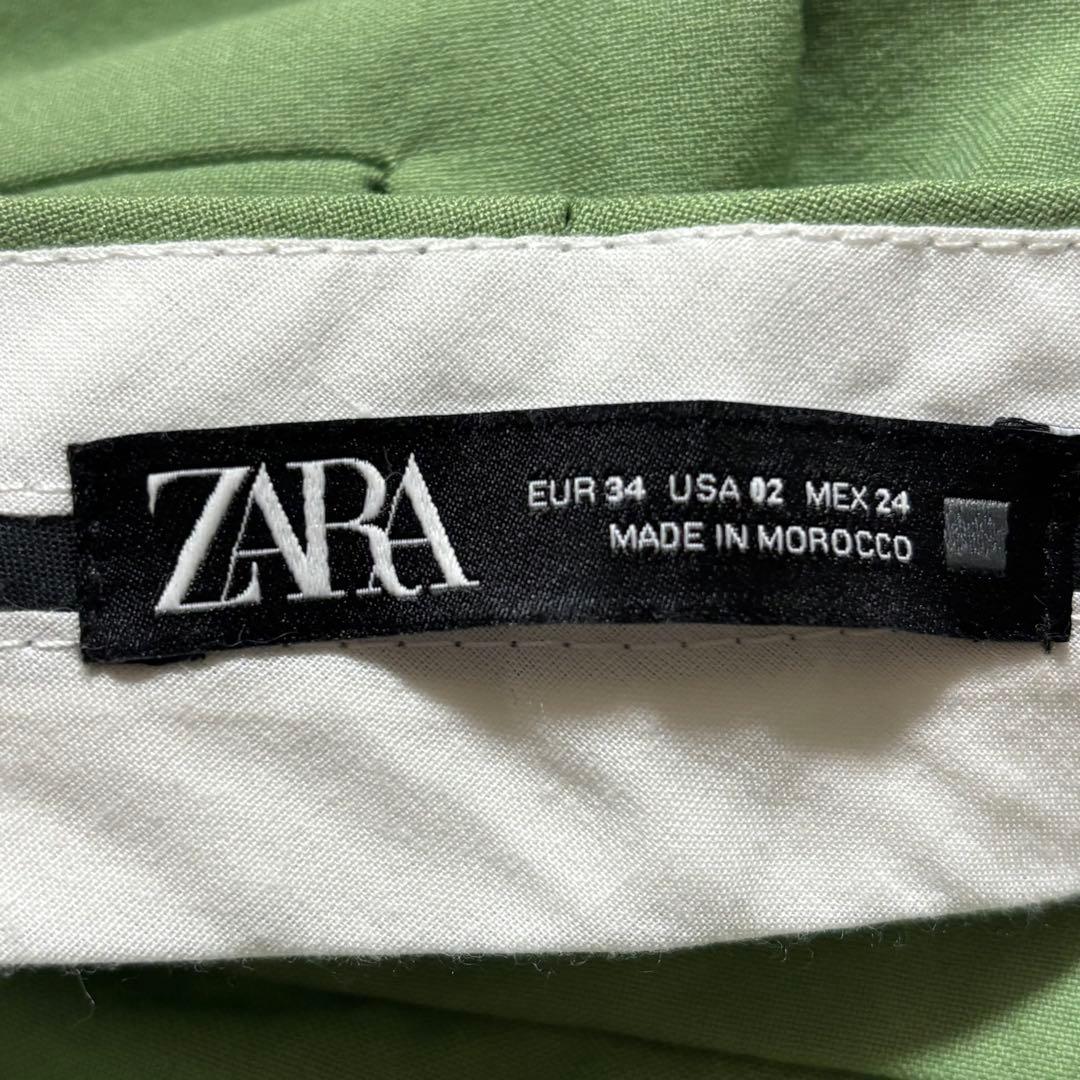 ZARA
EUR 34 USA 02 MEX 24
MADE IN MOROCCO